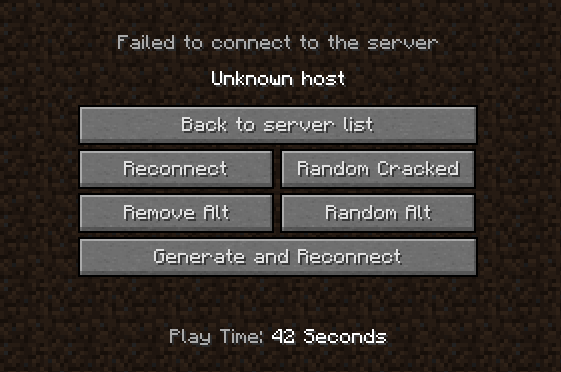 Failed to connect to the server
Unknown host
Back to server list
Reconnect
Random Cracked
Remove Alt
Random Alt
Generate and Reconnect
Play Time: 42 Seconds